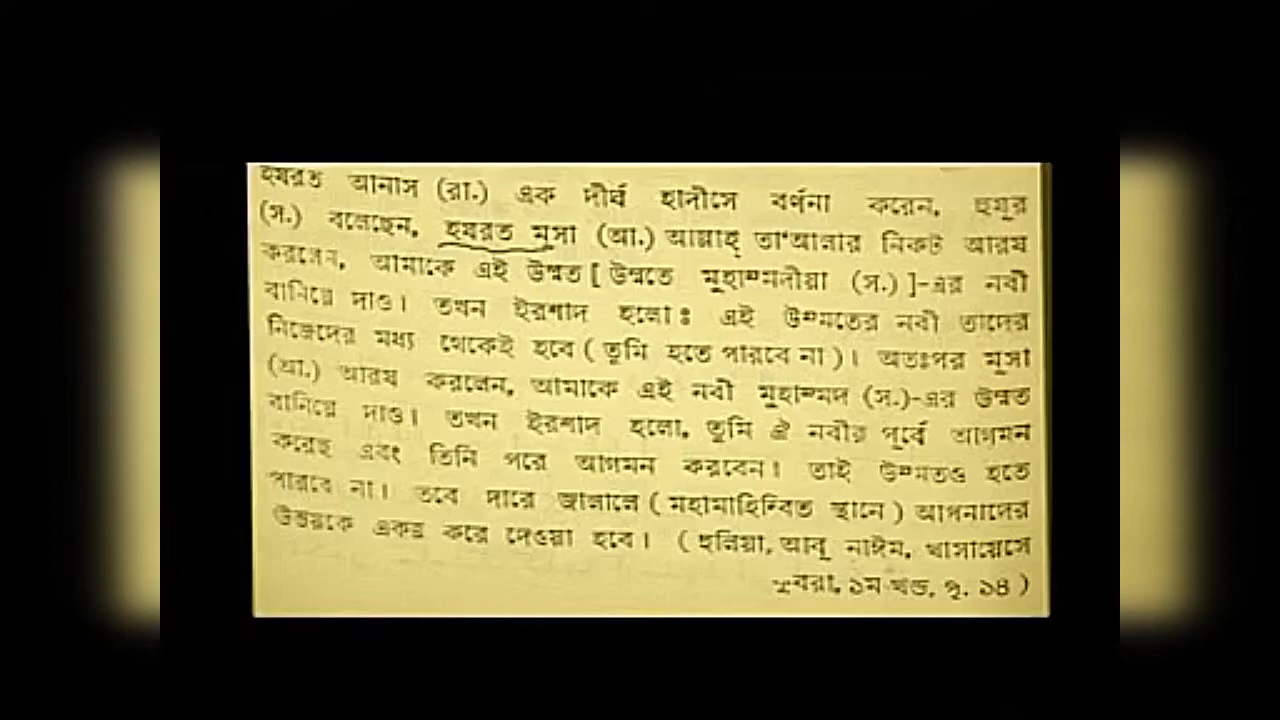 হযরত আনাস (রা.) এক দীর্ঘ হাদীসে বর্ণনা করেন, হুযূর
(স.) বলেছেন, হযরত মূসা (আ.) আল্লাহ্ তা'আলার নিকট আরয
করলেন, আমাকে এই উম্মত [ উম্মতে মুহাম্মদীয়া (স.) ]-এর নবী
বানিয়ে দাও। তখন ইরশাদ হলোঃ এই উম্মতের নবী তাদের
নিজেদের মধ্য থেকেই হবে ( তুমি হতে পারবে না )। অতঃপর মূসা
(আ.) আরয করলেন, আমাকে এই নবী মুহাম্মদ (স.)-এর উম্মত
বানিয়ে দাও। তখন ইরশাদ হলো, তুমি ঐ নবীর পূর্বে আগমন
করেছ এবং তিনি পরে আগমন করবেন। তাই উম্মতও হতে
পারবে না। তবে দারে জালালে ( মহামাহিন্বিত স্থানে ) আপনাদের
উভয়কে একত্র করে দেওয়া হবে। ( হুলিয়া, আবূ নাঈম, খাসায়েসে
কুবরা, ১ম খন্ড, পৃ. ১৪ )